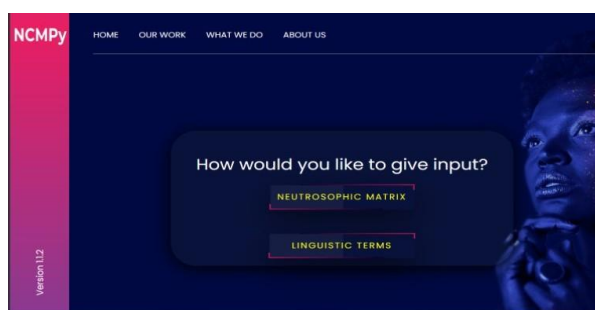 NCMPy
HOME OUR WORK WHAT WE DO ABOUT US
How would you like to give input?
NEUTROSOPHIC MATRIX
LINGUISTIC TERMS
Version 1.1.2